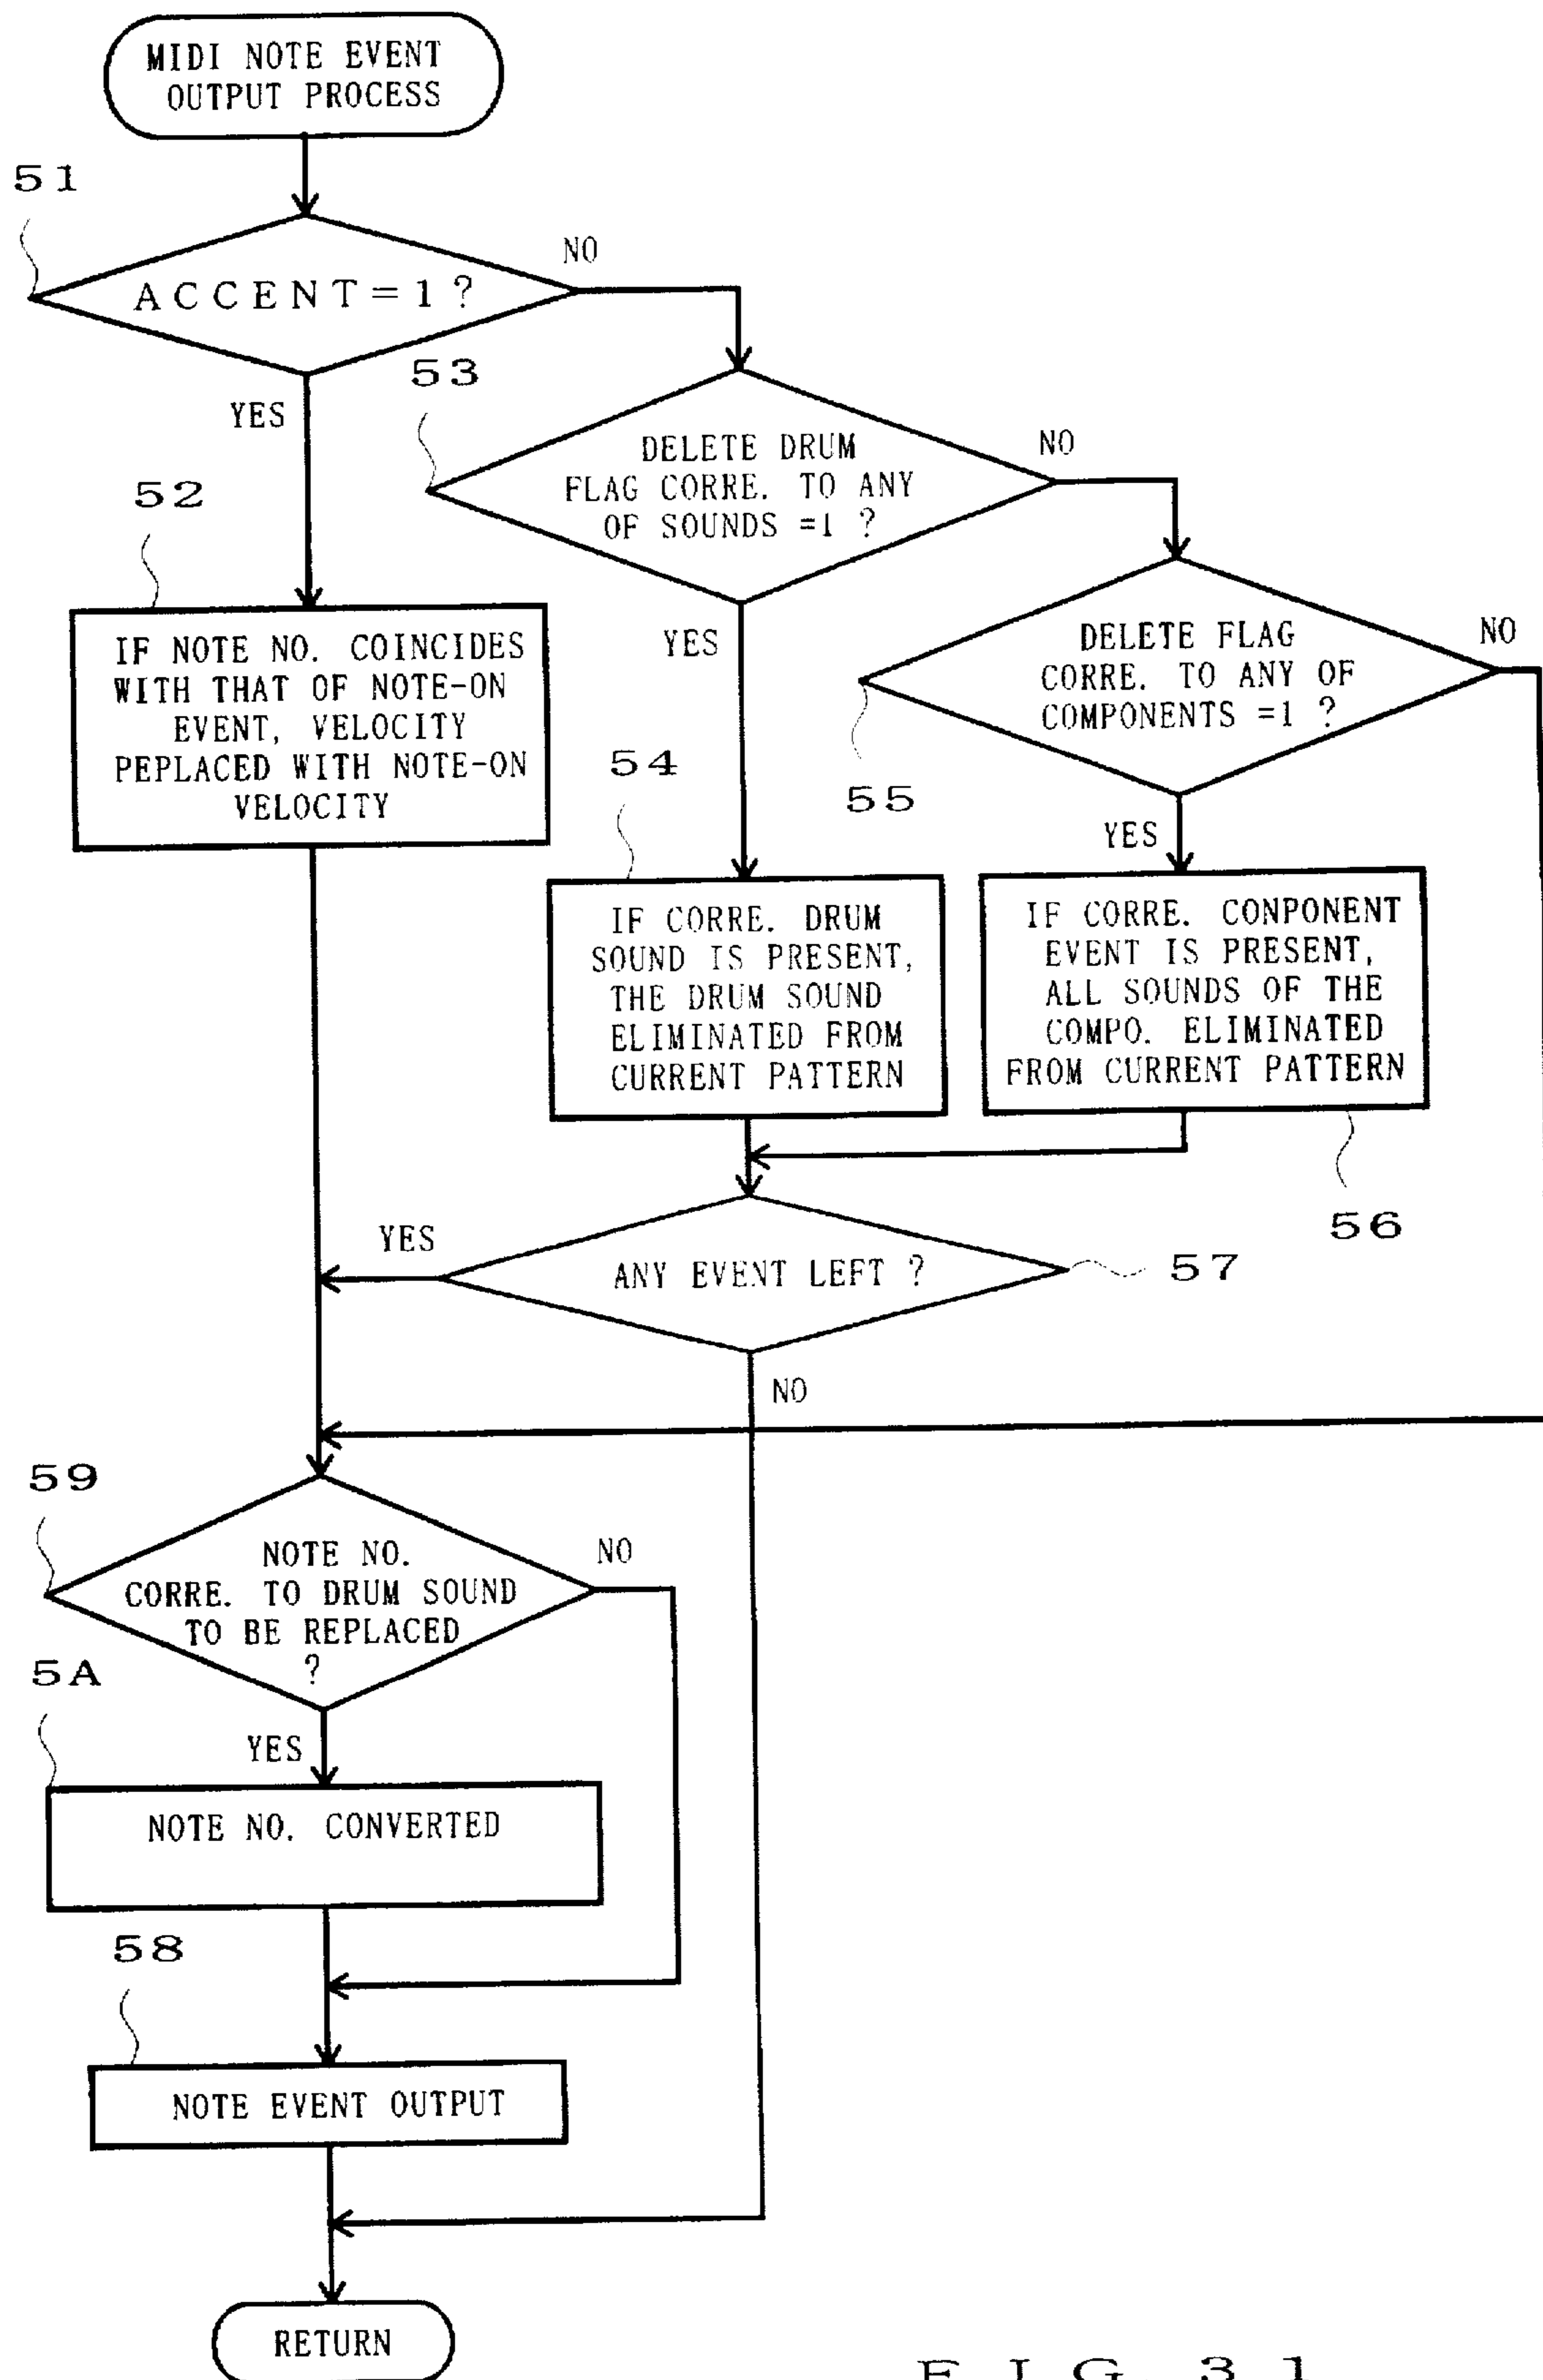 MIDI NOTE EVENT
OUTPUT PROCESS
51
ACCENT=1?
NO
YES
53
DELETE DRUM
FLAG CORRE. TO ANY
OF SOUNDS =1 ?
NO
YES
52
IF NOTE NO. COINCIDES
WITH THAT OF NOTE-ON
EVENT, VELOCITY
PEPLACED WITH NOTE-ON
VELOCITY
DELETE FLAG
CORRE. TO ANY OF
COMPONENTS =1 ?
NO
55
YES
54
IF CORRE. DRUM
SOUND IS PRESENT,
THE DRUM SOUND
ELIMINATED FROM
CURRENT PATTERN
IF CORRE. CONPONENT
EVENT IS PRESENT,
ALL SOUNDS OF THE
COMPO. ELIMINATED
FROM CURRENT PATTERN
56
YES
ANY EVENT LEFT ?
57
NO
59
NOTE NO.
CORRE. TO DRUM SOUND
TO BE REPLACED
?
NO
5A
YES
NOTE NO. CONVERTED
58
NOTE EVENT OUTPUT
RETURN
FIG. 31